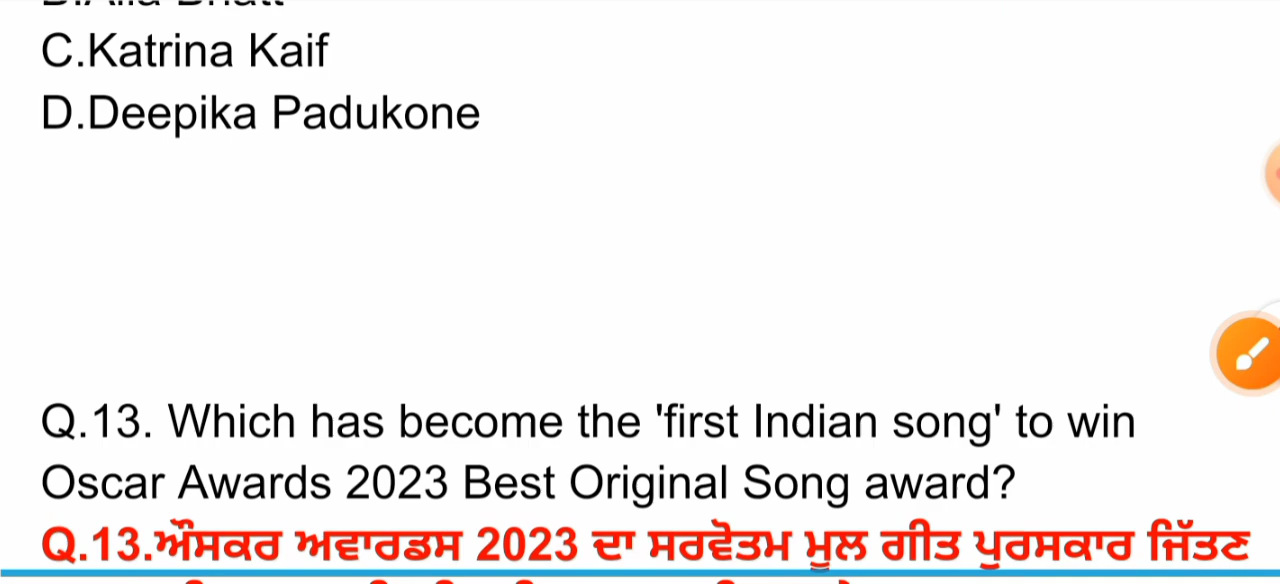 C.Katrina Kaif
D.Deepika Padukone
Q.13. Which has become the 'first Indian song' to win
Oscar Awards 2023 Best Original Song award?
Q.13.ਔਸਕਰ ਅਵਾਰਡਸ 2023 ਦਾ ਸਰਵੋਤਮ ਮੂਲ ਗੀਤ ਪੁਰਸਕਾਰ ਜਿੱਤਣ